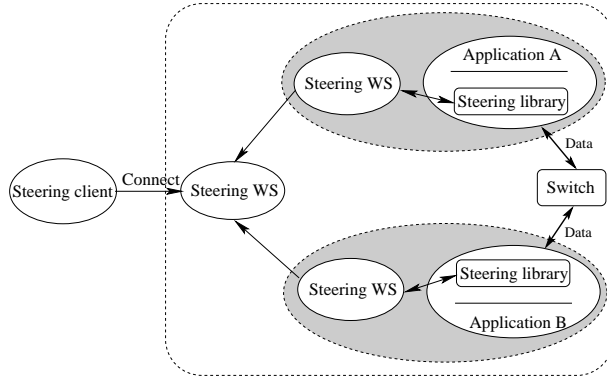 Application A
Steering WS
Steering library
Data
Connect
Steering client
Steering WS
Switch
Data
Steering library
Steering WS
Application B